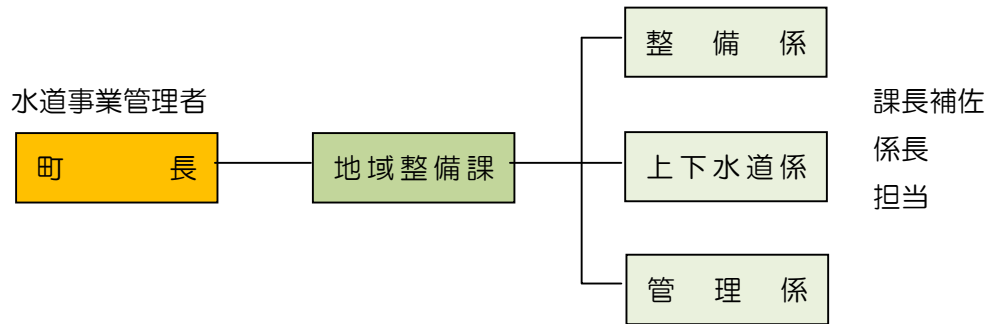 水道事業管理者
町長
地域整備課
整備係
上下水道係
管理係
課長補佐
係長
担当